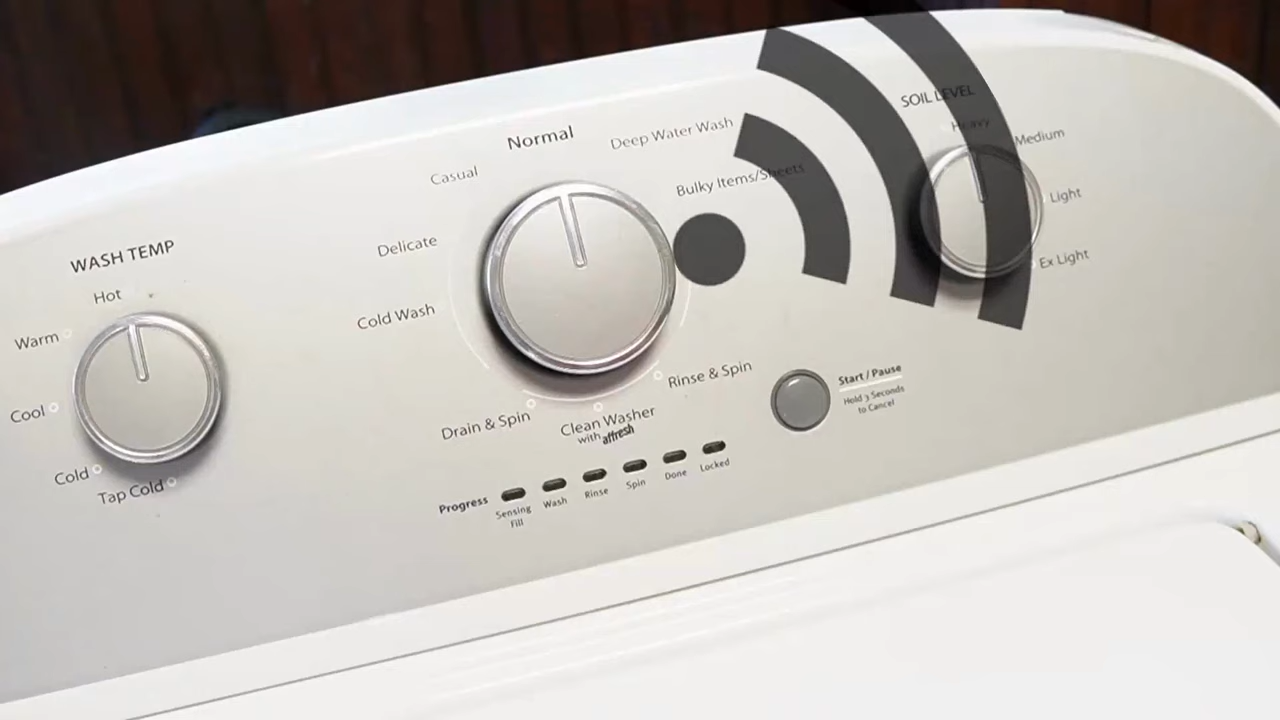 WASH TEMP
Hot
Warm
Cool
Cold
Tap Cold
Normal
Casual
Delicate
Cold Wash
Deep Water Wash
Bulky Items/Sheets
Rinse & Spin
Clean Washer
with affresh
Drain & Spin
SOIL LEVEL
Heavy
Medium
Light
Ex Light
Start / Pause
Hold 3 Seconds
to Cancel
Progress
Sensing
Fill
Wash
Rinse
Spin
Done
Locked